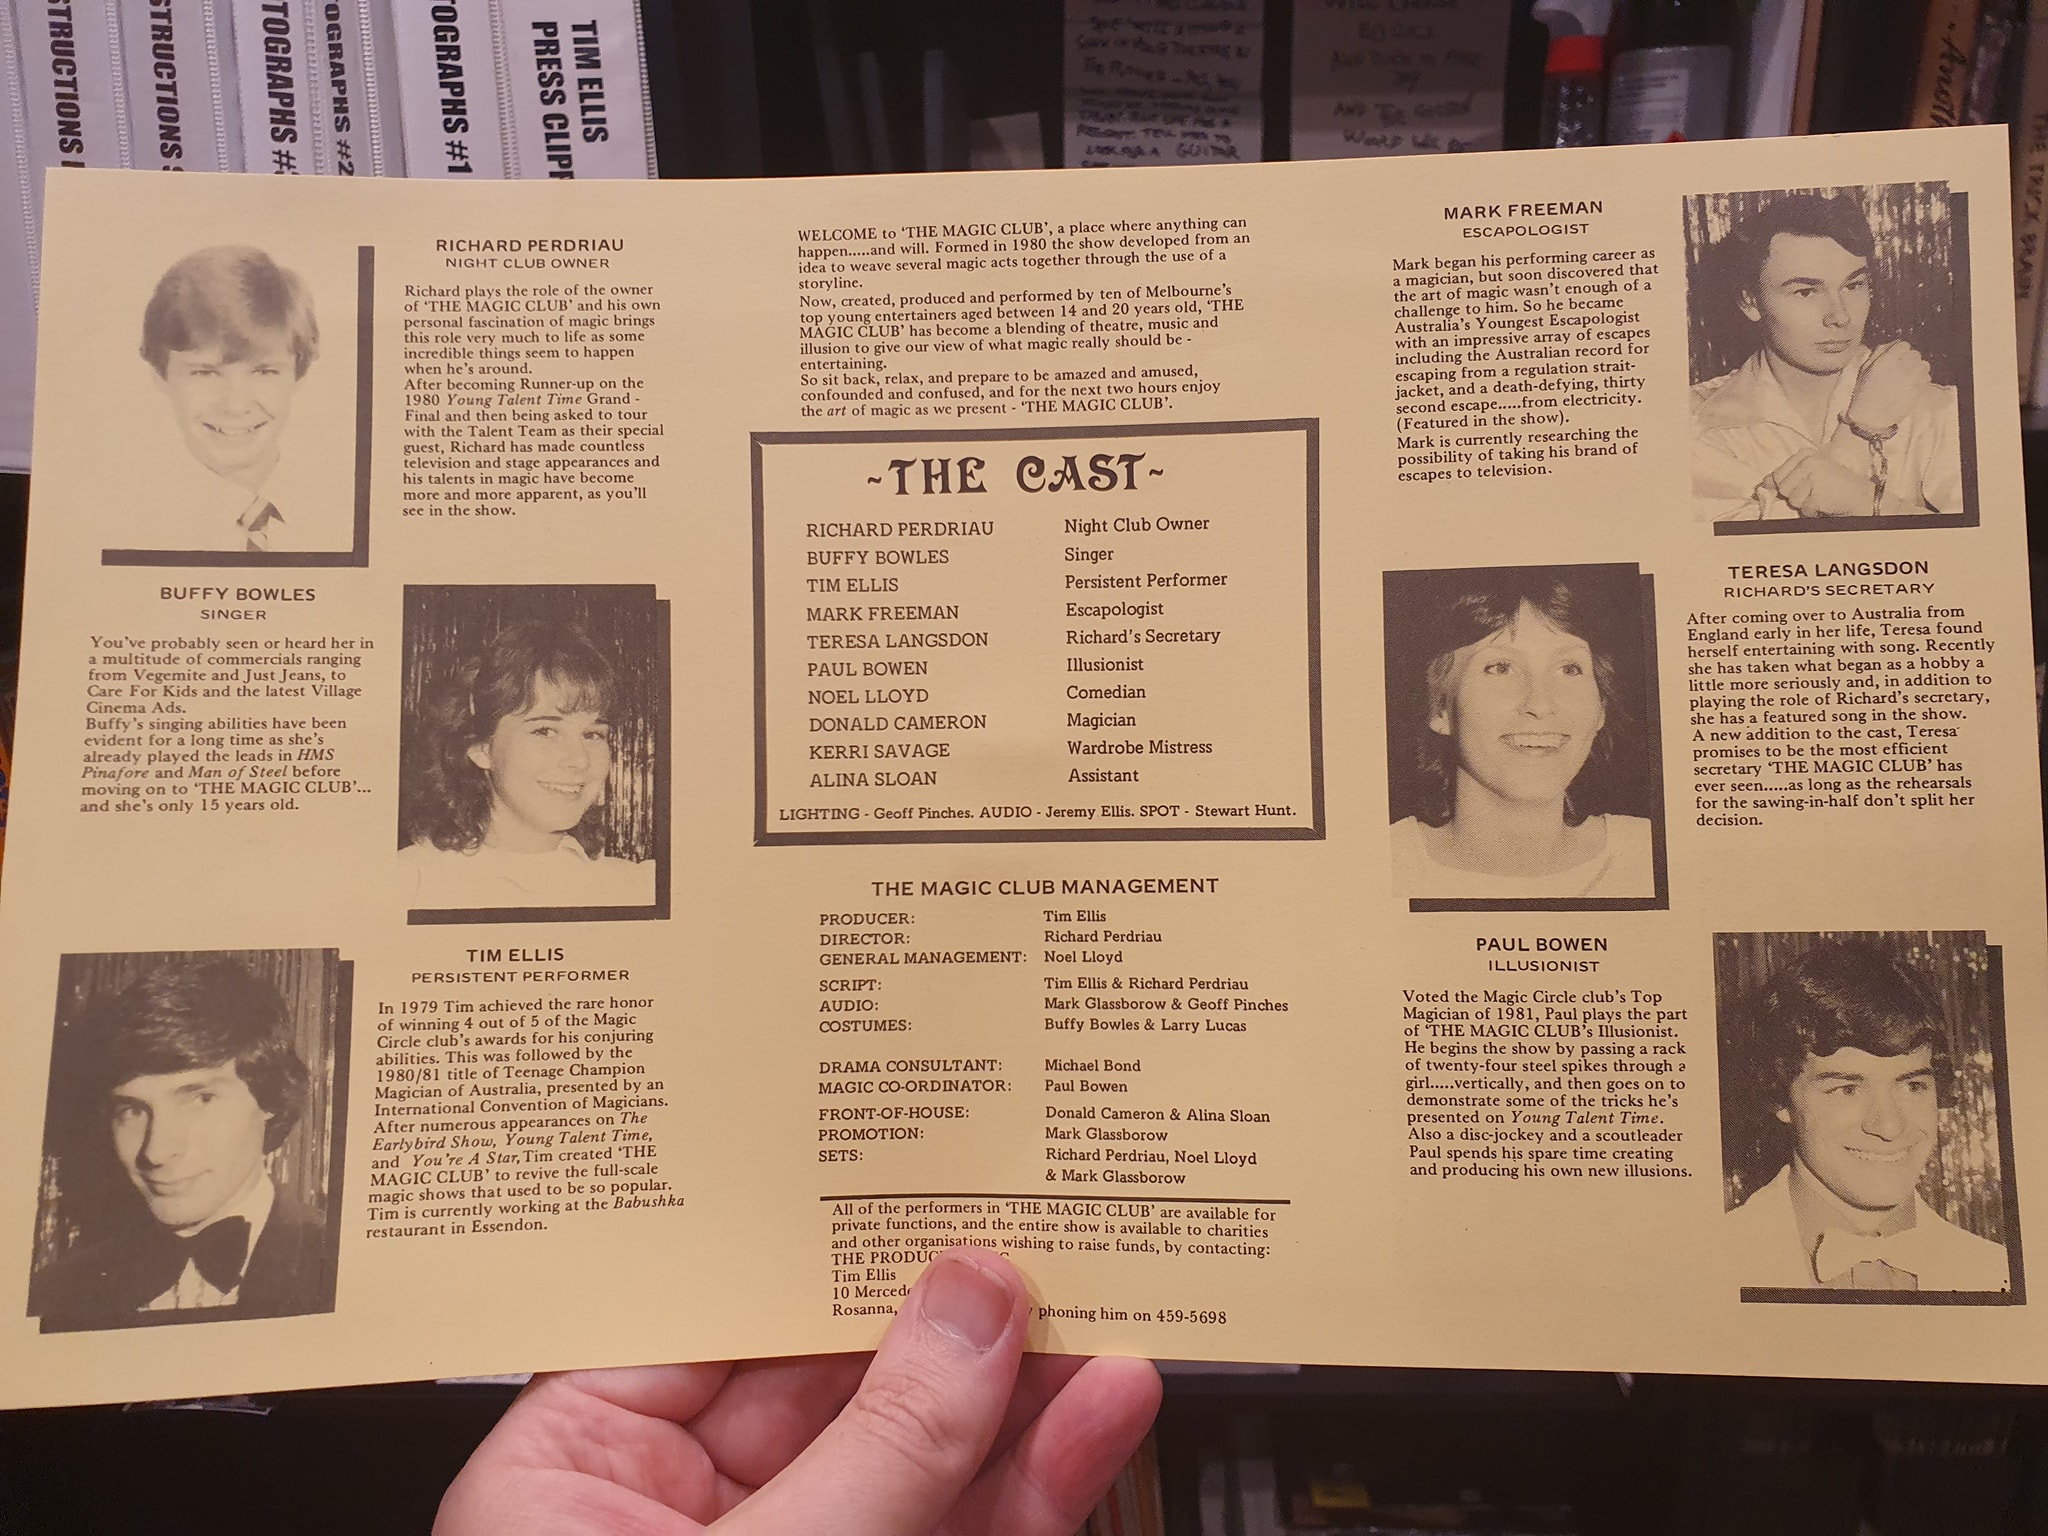 TIM ELLIS
PRESS CLIPP
TOGRAPHS #1
OGRAPHS #2
TOGRAPHS #3
STRUCTIONS
STRUCTIONS
RICHARD PERDRIAU
NIGHT CLUB OWNER
Richard plays the role of the owner
of ‘THE MAGIC CLUB’ and his own
personal fascination of magic brings
this role very much to life as some
incredible things seem to happen
when he’s around.
After becoming Runner-up on the
1980 Young Talent Time Grand -
Final and then being asked to tour
with the Talent Team as their special
guest, Richard has made countless
television and stage appearances and
his talents in magic have become
more and more apparent, as you’ll
see in the show.
BUFFY BOWLES
SINGER
You’ve probably seen or heard her in
a multitude of commercials ranging
from Vegemite and Just Jeans, to
Care For Kids and the latest Village
Cinema Ads.
Buffy’s singing abilities have been
evident for a long time as she’s
already played the leads in HMS
Pinafore and Man of Steel before
moving on to ‘THE MAGIC CLUB’...
and she’s only 15 years old.
TIM ELLIS
PERSISTENT PERFORMER
In 1979 Tim achieved the rare honor
of winning 4 out of 5 of the Magic
Circle club’s awards for his conjuring
abilities. This was followed by the
1980/81 title of Teenage Champion
Magician of Australia, presented by an
International Convention of Magicians.
After numerous appearances on The
Earlybird Show, Young Talent Time,
and You’re A Star, Tim created ‘THE
MAGIC CLUB’ to revive the full-scale
magic shows that used to be so popular.
Tim is currently working at the Babushka
restaurant in Essendon.
WELCOME to ‘THE MAGIC CLUB’, a place where anything can
happen.....and will. Formed in 1980 the show developed from an
idea to weave several magic acts together through the use of a
storyline.
Now, created, produced and performed by ten of Melbourne’s
top young entertainers aged between 14 and 20 years old, ‘THE
MAGIC CLUB’ has become a blending of theatre, music and
illusion to give our view of what magic really should be -
entertaining.
So sit back, relax, and prepare to be amazed and amused,
confounded and confused, and for the next two hours enjoy
the art of magic as we present - ‘THE MAGIC CLUB’.
~THE CAST~
RICHARD PERDRIAU Night Club Owner
BUFFY BOWLES Singer
TIM ELLIS Persistent Performer
MARK FREEMAN Escapologist
TERESA LANGSDON Richard’s Secretary
PAUL BOWEN Illusionist
NOEL LLOYD Comedian
DONALD CAMERON Magician
KERRI SAVAGE Wardrobe Mistress
ALINA SLOAN Assistant
LIGHTING - Geoff Pinches. AUDIO - Jeremy Ellis. SPOT - Stewart Hunt.
THE MAGIC CLUB MANAGEMENT
PRODUCER: Tim Ellis
DIRECTOR: Richard Perdriau
GENERAL MANAGEMENT: Noel Lloyd
SCRIPT: Tim Ellis & Richard Perdriau
AUDIO: Mark Glassborow & Geoff Pinches
COSTUMES: Buffy Bowles & Larry Lucas
DRAMA CONSULTANT: Michael Bond
MAGIC CO-ORDINATOR: Paul Bowen
FRONT-OF-HOUSE: Donald Cameron & Alina Sloan
PROMOTION: Mark Glassborow
SETS: Richard Perdriau, Noel Lloyd
& Mark Glassborow
All of the performers in ‘THE MAGIC CLUB’ are available for
private functions, and the entire show is available to charities
and other organisations wishing to raise funds, by contacting:
THE PRODUC
Tim Ellis
10 Merced
Rosanna, phoning him on 459-5698
MARK FREEMAN
ESCAPOLOGIST
Mark began his performing career as
a magician, but soon discovered that
the art of magic wasn’t enough of a
challenge to him. So he became
Australia’s Youngest Escapologist
with an impressive array of escapes
including the Australian record for
escaping from a regulation strait-
jacket, and a death-defying, thirty
second escape.....from electricity.
(Featured in the show).
Mark is currently researching the
possibility of taking his brand of
escapes to television.
TERESA LANGSDON
RICHARD’S SECRETARY
After coming over to Australia from
England early in her life, Teresa found
herself entertaining with song. Recently
she has taken what began as a hobby a
little more seriously and, in addition to
playing the role of Richard’s secretary,
she has a featured song in the show.
A new addition to the cast, Teresa
promises to be the most efficient
secretary ‘THE MAGIC CLUB’ has
ever seen.....as long as the rehearsals
for the sawing-in-half don’t split her
decision.
PAUL BOWEN
ILLUSIONIST
Voted the Magic Circle club’s Top
Magician of 1981, Paul plays the part
of ‘THE MAGIC CLUB’s Illusionist.
He begins the show by passing a rack
of twenty-four steel spikes through a
girl.....vertically, and then goes on to
demonstrate some of the tricks he’s
presented on Young Talent Time.
Also a disc-jockey and a scoutleader
Paul spends his spare time creating
and producing his own new illusions.